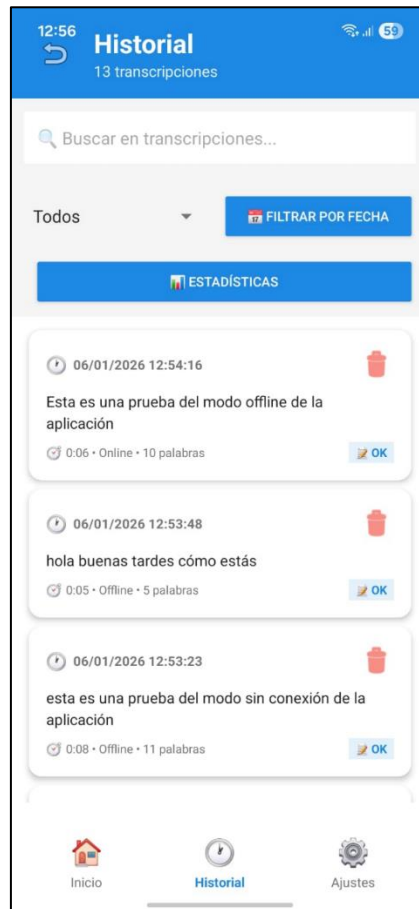 12:56
59
Historial
13 transcripciones
Buscar en transcripciones...
Todos
FILTRAR POR FECHA
ESTADÍSTICAS
06/01/2026 12:54:16
Esta es una prueba del modo offline de la
aplicación
0:06 • Online • 10 palabras
OK
06/01/2026 12:53:48
hola buenas tardes cómo estás
0:05 • Offline • 5 palabras
OK
06/01/2026 12:53:23
esta es una prueba del modo sin conexión de la
aplicación
0:08 • Offline • 11 palabras
OK
Inicio
Historial
Ajustes